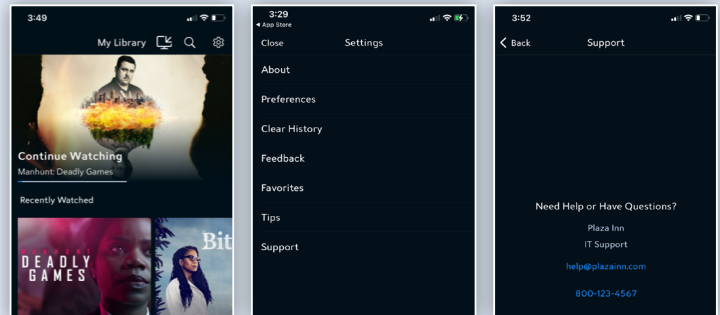 3:49
My Library
Continue Watching
Manhunt: Deadly Games
Recently Watched
MANHUNT
DEADLY
GAMES
Bit
3:29
◀ App Store
Close
Settings
About
Preferences
Clear History
Feedback
Favorites
Tips
Support
3:52
Back
Support
Need Help or Have Questions?
Plaza Inn
IT Support
help@plazainn.com
800-123-4567